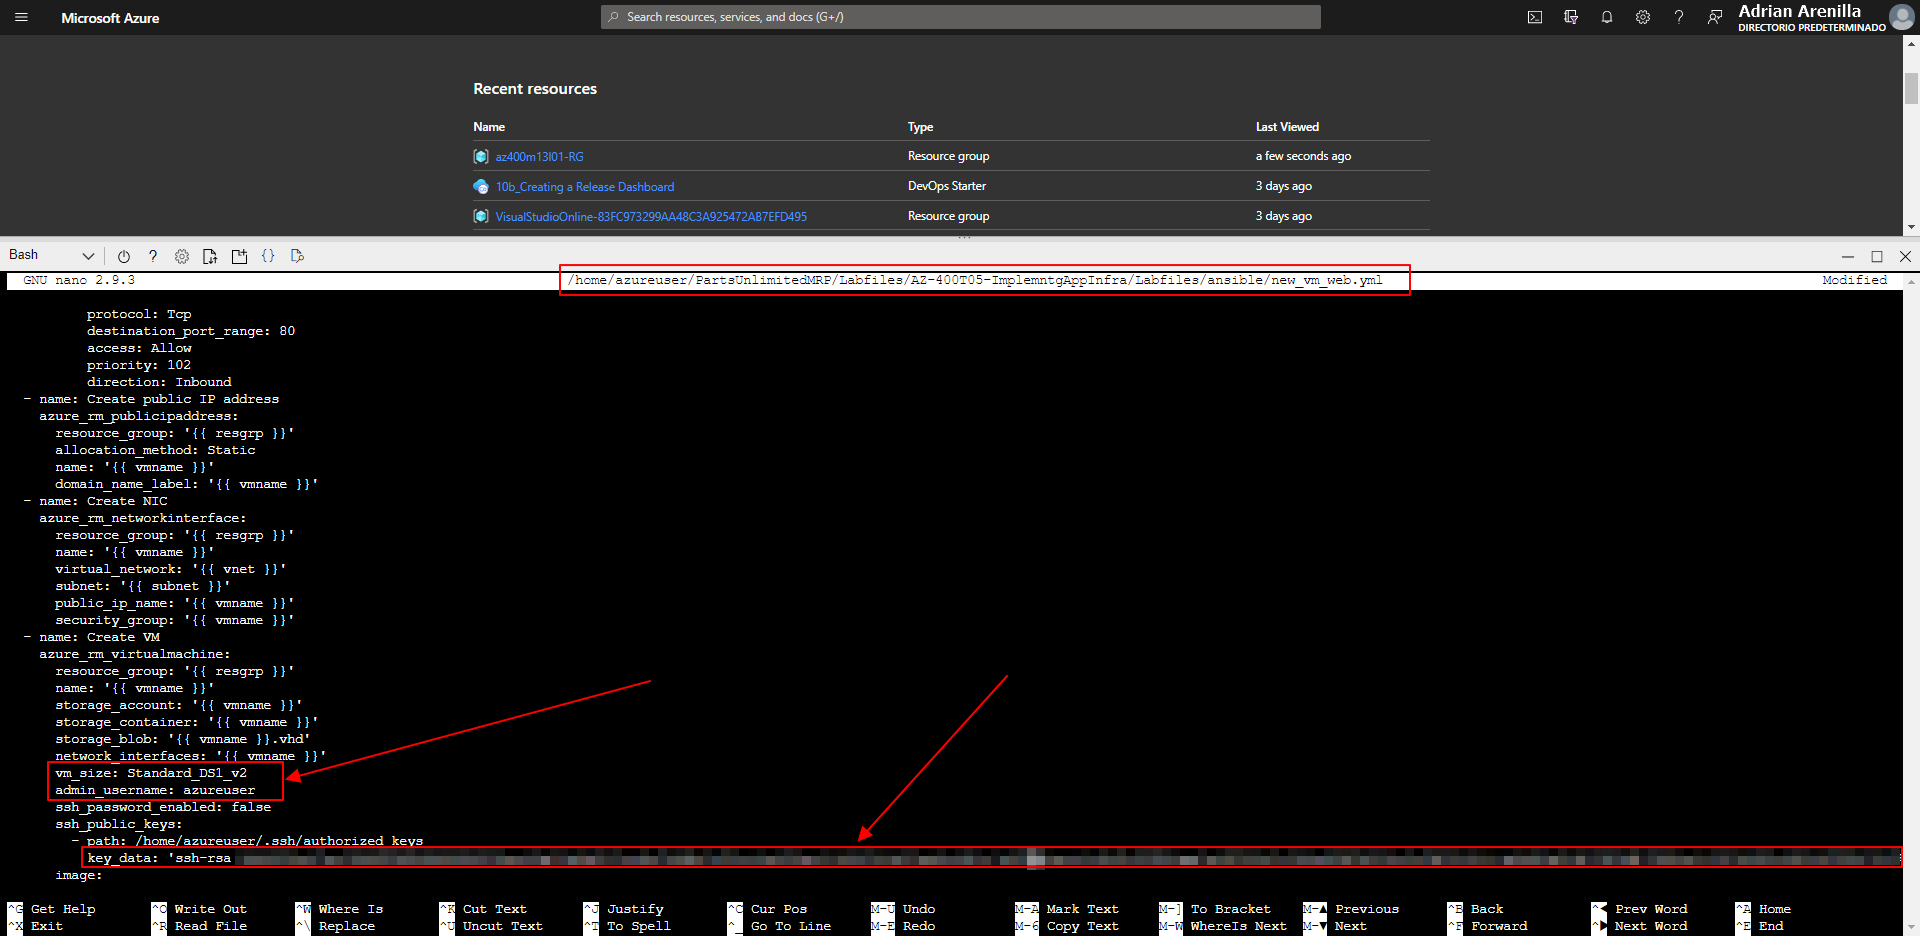 Microsoft Azure
Search resources, services, and docs (G+/)
Adrian Arenilla
DIRECTORIO PREDETERMINADO
Recent resources
Name Type Last Viewed
az400m13l01-RG Resource group a few seconds ago
10b_Creating a Release Dashboard DevOps Starter 3 days ago
VisualStudioOnline-83FC973299AA48C3A925472AB7EFD495 Resource group 3 days ago
Bash
GNU nano 2.9.3 /home/azureuser/PartsUnlimitedMRP/Labfiles/AZ-400T05-ImplemntgAppInfra/Labfiles/ansible/new_vm_web.yml Modified
protocol: Tcp
destination_port_range: 80
access: Allow
priority: 102
direction: Inbound
- name: Create public IP address
azure_rm_publicipaddress:
resource_group: '{{ resgrp }}'
allocation_method: Static
name: '{{ vmname }}'
domain_name_label: '{{ vmname }}'
- name: Create NIC
azure_rm_networkinterface:
resource_group: '{{ resgrp }}'
name: '{{ vmname }}'
virtual_network: '{{ vnet }}'
subnet: '{{ subnet }}'
public_ip_name: '{{ vmname }}'
security_group: '{{ vmname }}'
- name: Create VM
azure_rm_virtualmachine:
resource_group: '{{ resgrp }}'
name: '{{ vmname }}'
storage_account: '{{ vmname }}'
storage_container: '{{ vmname }}'
storage_blob: '{{ vmname }}.vhd'
network_interfaces: '{{ vmname }}'
vm_size: Standard_DS1_v2
admin_username: azureuser
ssh_password_enabled: false
ssh_public_keys:
- path: /home/azureuser/.ssh/authorized_keys
key_data: 'ssh-rsa
image:
^G Get Help ^O Write Out ^W Where Is ^K Cut Text ^J Justify ^C Cur Pos M-U Undo M-A Mark Text M-] To Bracket M-▲ Previous ^B Back ^◀ Prev Word ^A Home
^X Exit ^R Read File ^\ Replace ^U Uncut Text ^T To Spell ^_ Go To Line M-E Redo M-6 Copy Text M-W WhereIs Next M-▼ Next ^F Forward ^▶ Next Word ^E End